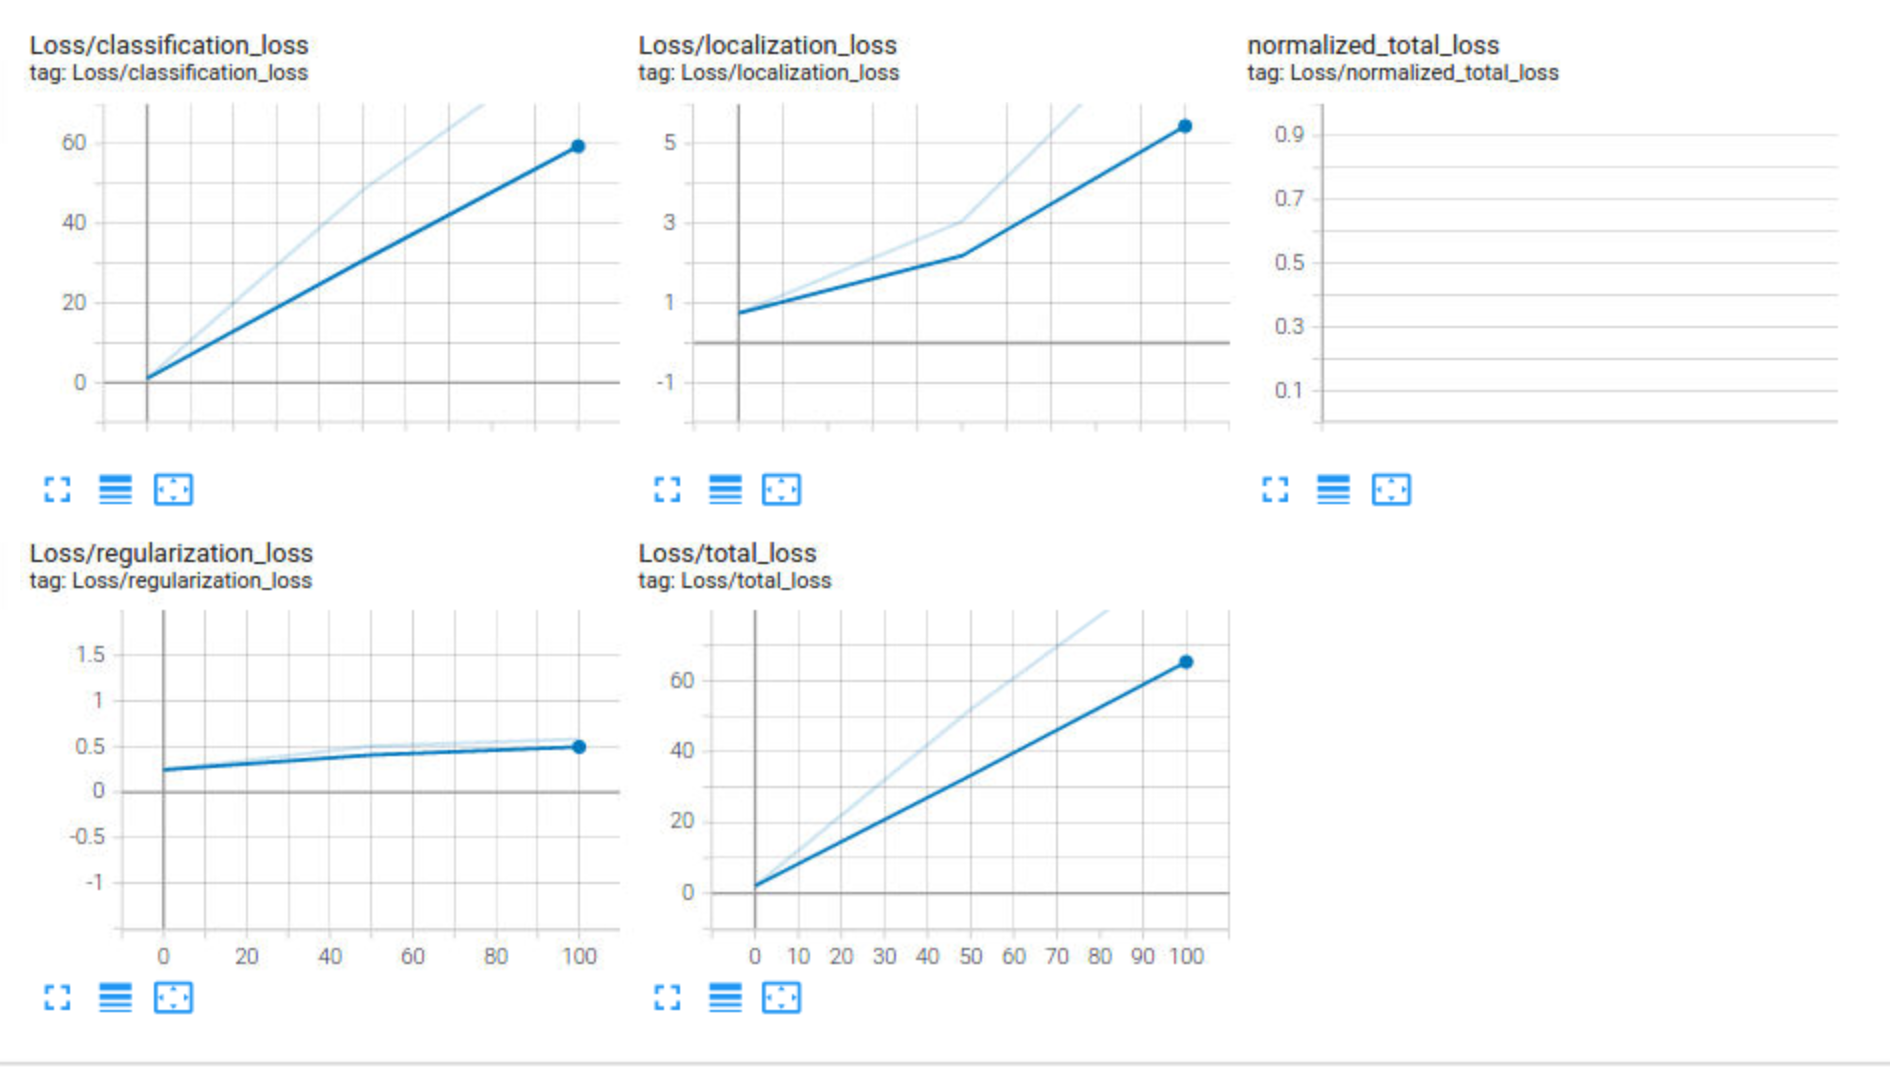 Loss/classification_loss
tag: Loss/classification_loss
60
40
20
0
Loss/localization_loss
tag: Loss/localization_loss
5
3
1
-1
normalized_total_loss
tag: Loss/normalized_total_loss
0.9
0.7
0.5
0.3
0.1
Loss/regularization_loss
tag: Loss/regularization_loss
1.5
1
0.5
0
-0.5
-1
0 20 40 60 80 100
Loss/total_loss
tag: Loss/total_loss
60
40
20
0
0 10 20 30 40 50 60 70 80 90 100